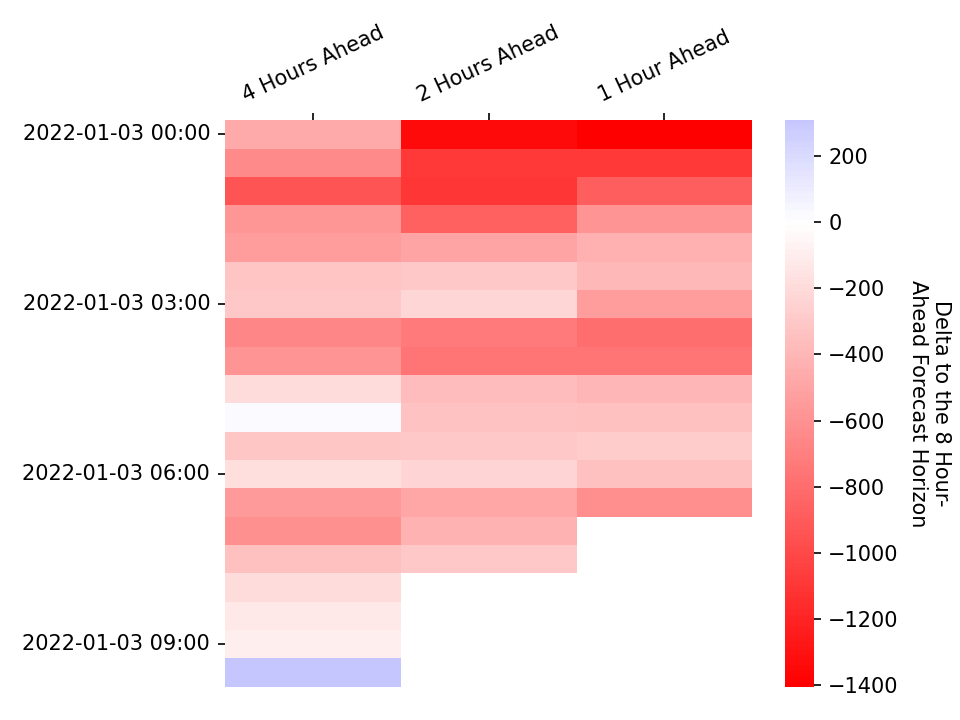 4 Hours Ahead
2 Hours Ahead
1 Hour Ahead
2022-01-03 00:00
2022-01-03 03:00
2022-01-03 06:00
2022-01-03 09:00
200
0
−200
−400
−600
−800
−1000
−1200
−1400
Delta to the 8 Hour-
Ahead Forecast Horizon